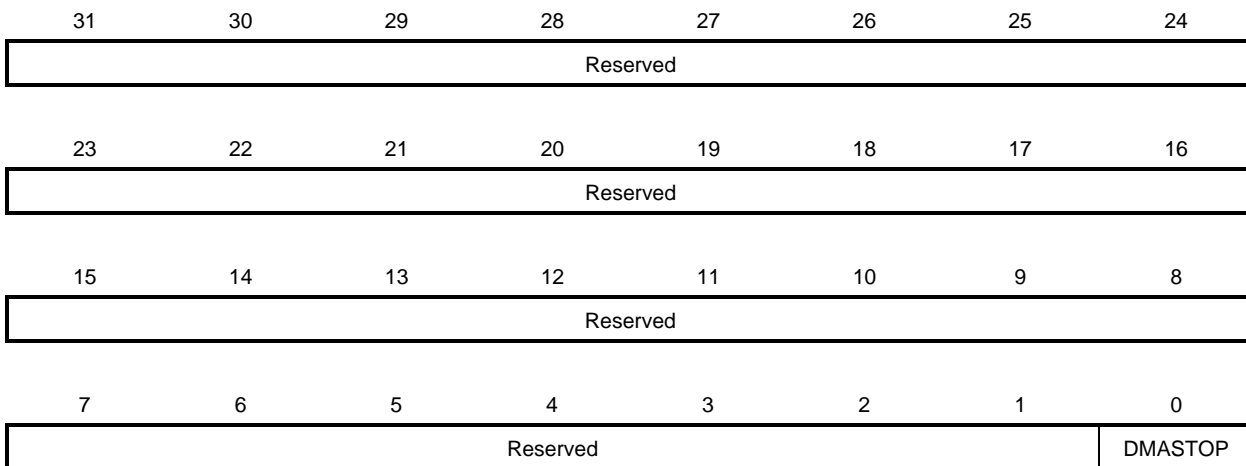 31 30 29 28 27 26 25 24
Reserved
23 22 21 20 19 18 17 16
Reserved
15 14 13 12 11 10 9 8
Reserved
7 6 5 4 3 2 1 0
Reserved DMASTOP